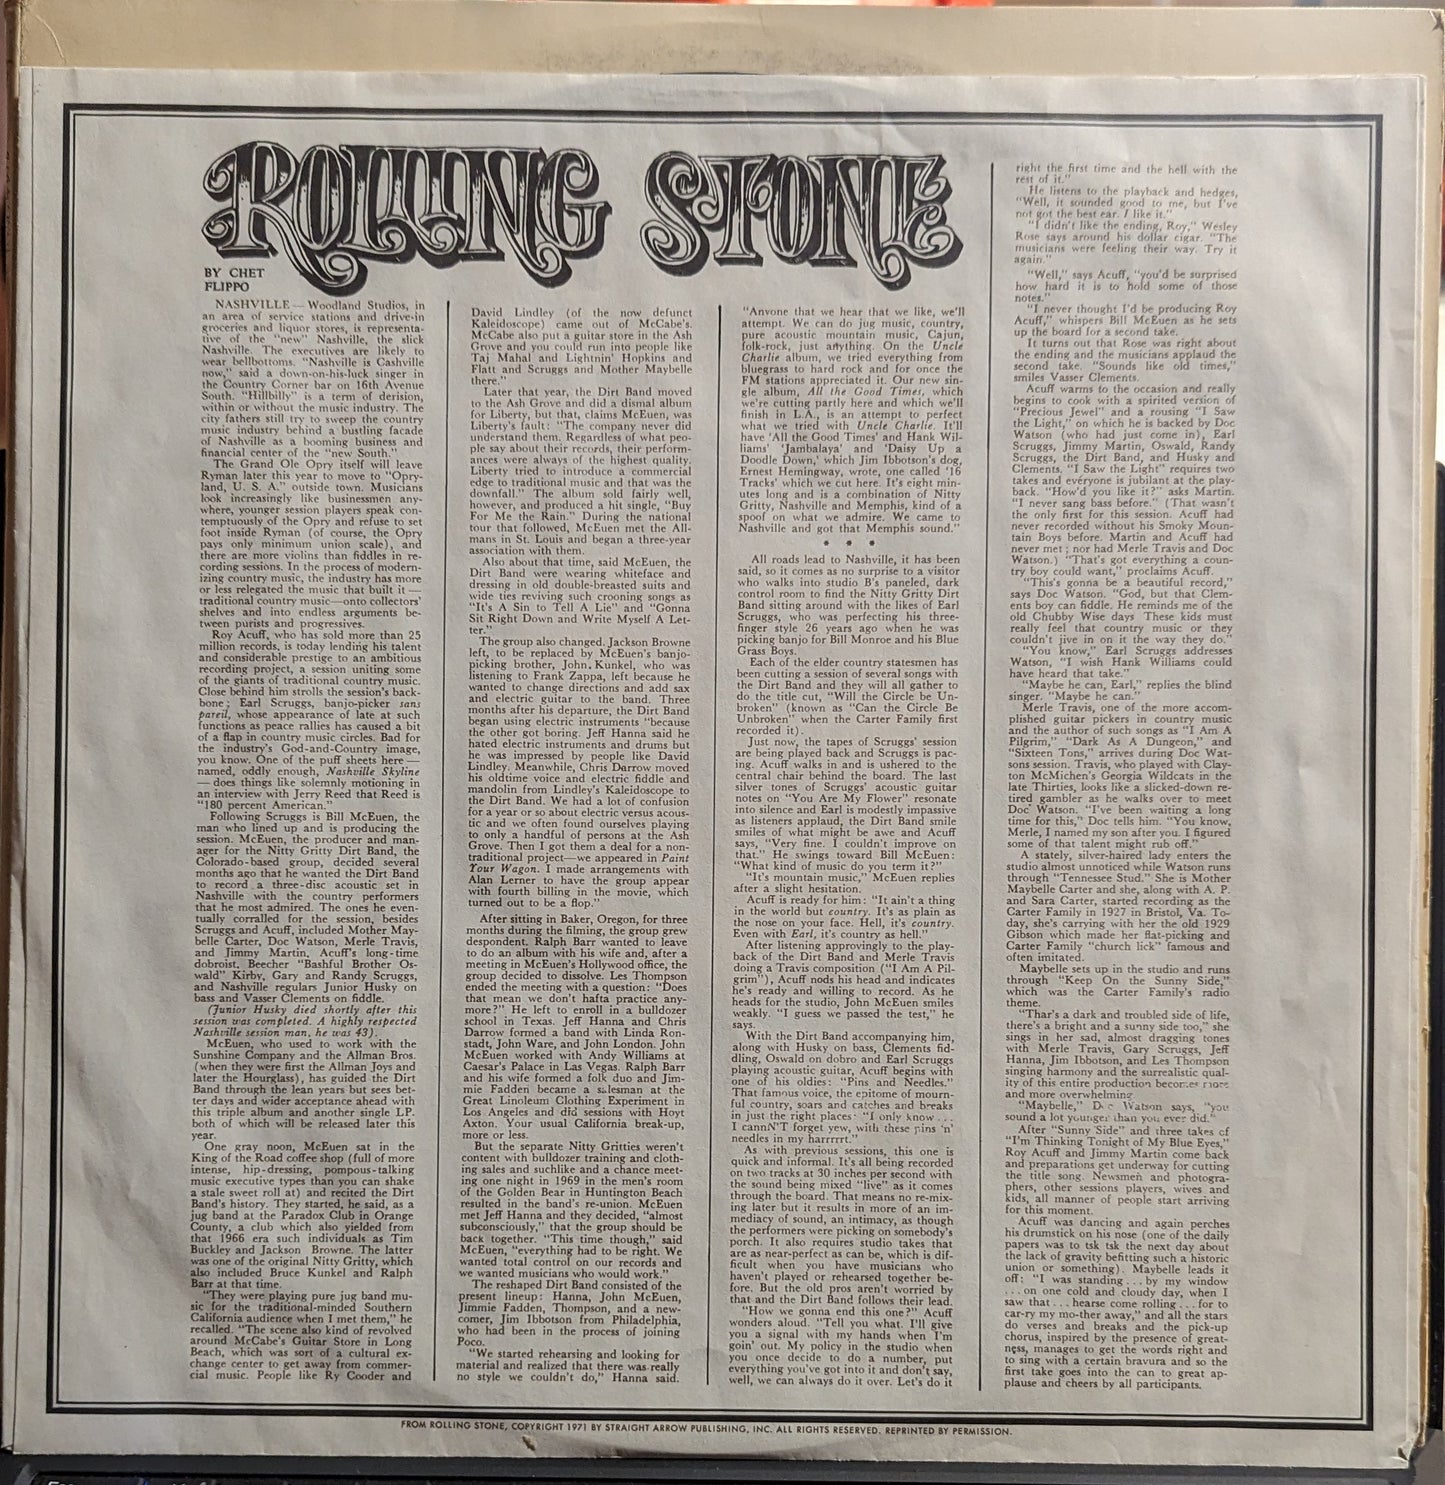 ROLLING STONE
BY CHET
FLIPPO
NASHVILLE — Woodland Studios, in
an area of service stations and drive-in
groceries and liquor stores, is representa-
tive of the "new" Nashville, the slick
Nashville. The executives are likely to
wear bellbottoms. "Nashville is Cashville
now," said a down-on-his-luck singer in
the Country Corner bar on 16th Avenue
South. "Hillbilly" is a term of derision,
within or without the music industry. The
city fathers still try to sweep the country
music industry behind a bustling facade
of Nashville as a booming business and
financial center of the "new South."
The Grand Ole Opry itself will leave
Ryman later this year to move to "Opry-
land, U. S. A." outside town. Musicians
look increasingly like businessmen any-
where, younger session players speak con-
temptuously of the Opry and refuse to set
foot inside Ryman (of course, the Opry
pays only minimum union scale), and
there are more violins than fiddles in re-
cording sessions. In the process of modern-
izing country music, the industry has more
or less relegated the music that built it —
traditional country music—onto collectors'
shelves and into endless arguments be-
tween purists and progressives.
Roy Acuff, who has sold more than 25
million records, is today lending his talent
and considerable prestige to an ambitious
recording project, a session uniting some
of the giants of traditional country music.
Close behind him strolls the session's back-
bone; Earl Scruggs, banjo-picker sans
pareil, whose appearance of late at such
functions as peace rallies has caused a bit
of a flap in country music circles. Bad for
the industry's God-and-Country image,
you know. One of the puff sheets here —
named, oddly enough, Nashville Skyline
— does things like solemnly motioning in
an interview with Jerry Reed that Reed is
"180 percent American."
Following Scruggs is Bill McEuen, the
man who lined up and is producing the
session. McEuen, the producer and man-
ager for the Nitty Gritty Dirt Band, the
Colorado-based group, decided several
months ago that he wanted the Dirt Band
to record a three-disc acoustic set in
Nashville with the country performers
that he most admired. The ones he even-
tually corralled for the session, besides
Scruggs and Acuff, included Mother May-
belle Carter, Doc Watson, Merle Travis,
and Jimmy Martin, Acuff's long-time
dobroist, Beecher "Bashful Brother Os-
wald" Kirby, Gary and Randy Scruggs,
and Nashville regulars Junior Husky on
bass and Vasser Clements on fiddle.
(Junior Husky died shortly after this
session was completed. A highly respected
Nashville session man, he was 43).
McEuen, who used to work with the
Sunshine Company and the Allman Bros.
(when they were first the Allman Joys and
later the Hourglass), has guided the Dirt
Band through the lean years but sees bet-
ter days and wider acceptance ahead with
this triple album and another single LP.
both of which will be released later this
year.
One gray noon, McEuen sat in the
King of the Road coffee shop (full of more
intense, hip-dressing, pompous-talking
music executive types than you can shake
a stale sweet roll at) and recited the Dirt
Band's history. They started, he said, as a
jug band at the Paradox Club in Orange
County, a club which also yielded from
that 1966 era such individuals as Tim
Buckley and Jackson Browne. The latter
was one of the original Nitty Gritty, which
also included Bruce Kunkel and Ralph
Barr at that time.
"They were playing pure jug band mu-
sic for the traditional-minded Southern
California audience when I met them," he
recalled. "The scene also kind of revolved
around McCabe's Guitar Store in Long
Beach, which was sort of a cultural ex-
change center to get away from commer-
cial music. People like Ry Cooder and
David Lindley (of the now defunct
Kaleidoscope) came out of McCabe's.
McCabe also put a guitar store in the Ash
Grove and you could run into people like
Taj Mahal and Lightnin' Hopkins and
Flatt and Scruggs and Mother Maybelle
there."
Later that year, the Dirt Band moved
to the Ash Grove and did a dismal album
for Liberty, but that, claims McEuen, was
Liberty's fault: "The company never did
understand them. Regardless of what peo-
ple say about their records, their perform-
ances were always of the highest quality.
Liberty tried to introduce a commercial
edge to traditional music and that was the
downfall." The album sold fairly well,
however, and produced a hit single, "Buy
For Me the Rain." During the national
tour that followed, McEuen met the All-
mans in St. Louis and began a three-year
association with them.
Also about that time, said McEuen, the
Dirt Band were wearing whiteface and
dressing in old double-breasted suits and
wide ties reviving such crooning songs as
"It's A Sin to Tell A Lie" and "Gonna
Sit Right Down and Write Myself A Let-
ter."
The group also changed. Jackson Browne
left, to be replaced by McEuen's banjo-
picking brother, John. Kunkel, who was
listening to Frank Zappa, left because he
wanted to change directions and add sax
and electric guitar to the band. Three
months after his departure, the Dirt Band
began using electric instruments "because
the other got boring. Jeff Hanna said he
hated electric instruments and drums but
he was impressed by people like David
Lindley. Meanwhile, Chris Darrow moved
his oldtime voice and electric fiddle and
mandolin from Lindley's Kaleidoscope to
the Dirt Band. We had a lot of confusion
for a year or so about electric versus acous-
tic and we often found ourselves playing
to only a handful of persons at the Ash
Grove. Then I got them a deal for a non-
traditional project—we appeared in Paint
Your Wagon. I made arrangements with
Alan Lerner to have the group appear
with fourth billing in the movie, which
turned out to be a flop."
After sitting in Baker, Oregon, for three
months during the filming, the group grew
despondent. Ralph Barr wanted to leave
to do an album with his wife and, after a
meeting in McEuen's Hollywood office, the
group decided to dissolve. Les Thompson
ended the meeting with a question: "Does
that mean we don't hafta practice any-
more?" He left to enroll in a bulldozer
school in Texas. Jeff Hanna and Chris
Darrow formed a band with Linda Ron-
stadt, John Ware, and John London. John
McEuen worked with Andy Williams at
Caesar's Palace in Las Vegas. Ralph Barr
and his wife formed a folk duo and Jim-
mie Fadden became a salesman at the
Great Linoleum Clothing Experiment in
Los Angeles and did sessions with Hoyt
Axton. Your usual California break-up,
more or less.
But the separate Nitty Gritties weren't
content with bulldozer training and cloth-
ing sales and suchlike and a chance meet-
ing one night in 1969 in the men's room
of the Golden Bear in Huntington Beach
resulted in the band's re-union. McEuen
met Jeff Hanna and they decided, "almost
subconsciously," that the group should be
back together. "This time though," said
McEuen, "everything had to be right. We
wanted total control on our records and
we wanted musicians who would work."
The reshaped Dirt Band consisted of the
present lineup: Hanna, John McEuen,
Jimmie Fadden, Thompson, and a new-
comer, Jim Ibbotson from Philadelphia,
who had been in the process of joining
Poco.
"We started rehearsing and looking for
material and realized that there was really
no style we couldn't do," Hanna said.
"Anyone that we hear that we like, we'll
attempt. We can do jug music, country,
pure acoustic mountain music, Cajun,
folk-rock, just anything. On the Uncle
Charlie album, we tried everything from
bluegrass to hard rock and for once the
FM stations appreciated it. Our new sin-
gle album, All the Good Times, which
we're cutting partly here and which we'll
finish in L.A., is an attempt to perfect
what we tried with Uncle Charlie. It'll
have 'All the Good Times' and Hank Wil-
liams' 'Jambalaya' and 'Daisy Up a
Doodle Down,' which Jim Ibbotson's dog,
Ernest Hemingway, wrote, one called '16
Tracks' which we cut here. It's eight min-
utes long and is a combination of Nitty
Gritty, Nashville and Memphis, kind of a
spoof on what we admire. We came to
Nashville and got that Memphis sound."
• • •
All roads lead to Nashville, it has been
said, so it comes as no surprise to a visitor
who walks into studio B's paneled, dark
control room to find the Nitty Gritty Dirt
Band sitting around with the likes of Earl
Scruggs, who was perfecting his three-
finger style 26 years ago when he was
picking banjo for Bill Monroe and his Blue
Grass Boys.
Each of the elder country statesmen has
been cutting a session of several songs with
the Dirt Band and they will all gather to
do the title cut, "Will the Circle be Un-
broken" (known as "Can the Circle Be
Unbroken" when the Carter Family first
recorded it).
Just now, the tapes of Scruggs' session
are being played back and Scruggs is pac-
ing. Acuff walks in and is ushered to the
central chair behind the board. The last
silver tones of Scruggs' acoustic guitar
notes on "You Are My Flower" resonate
into silence and Earl is modestly impassive
as listeners applaud, the Dirt Band smile
smiles of what might be awe and Acuff
says, "Very fine. I couldn't improve on
that." He swings toward Bill McEuen:
"What kind of music do you term it?"
"It's mountain music," McEuen replies
after a slight hesitation.
Acuff is ready for him: "It ain't a thing
in the world but country. It's as plain as
the nose on your face. Hell, it's country.
Even with Earl, it's country as hell."
After listening approvingly to the play-
back of the Dirt Band and Merle Travis
doing a Travis composition ("I Am A Pil-
grim"), Acuff nods his head and indicates
he's ready and willing to record. As he
heads for the studio, John McEuen smiles
weakly. "I guess we passed the test," he
says.
With the Dirt Band accompanying him,
along with Husky on bass, Clements fid-
dling, Oswald on dobro and Earl Scruggs
playing acoustic guitar, Acuff begins with
one of his oldies: "Pins and Needles."
That famous voice, the epitome of mourn-
ful country, soars and catches and breaks
in just the right places: "I only know...
I cannN'T forget yew, with these pins 'n'
needles in my harrrrrt."
As with previous sessions, this one is
quick and informal. It's all being recorded
on two tracks at 30 inches per second with
the sound being mixed "live" as it comes
through the board. That means no re-mix-
ing later but it results in more of an im-
mediacy of sound, an intimacy, as though
the performers were picking on somebody's
porch. It also requires studio takes that
are as near-perfect as can be, which is dif-
ficult when you have musicians who
haven't played or rehearsed together be-
fore. But the old pros aren't worried by
that and the Dirt Band follows their lead.
"How we gonna end this one?" Acuff
wonders aloud. "Tell you what. I'll give
you a signal with my hands when I'm
goin' out. My policy in the studio when
you once decide to do a number, put
everything you've got into it and don't say,
well, we can always do it over. Let's do it
right the first time and the hell with the
rest of it."
He listens to the playback and hedges,
"Well, it sounded good to me, but I've
not got the best ear. I like it."
"I didn't like the ending, Roy," Wesley
Rose says around his dollar cigar. "The
musicians were feeling their way. Try it
again."
"Well," says Acuff, "you'd be surprised
how hard it is to hold some of those
notes."
"I never thought I'd be producing Roy
Acuff," whispers Bill McEuen as he sets
up the board for a second take.
It turns out that Rose was right about
the ending and the musicians applaud the
second take. "Sounds like old times,"
smiles Vasser Clements.
Acuff warms to the occasion and really
begins to cook with a spirited version of
"Precious Jewel" and a rousing "I Saw
the Light," on which he is backed by Doc
Watson (who had just come in), Earl
Scruggs, Jimmy Martin, Oswald, Randy
Scruggs, the Dirt Band, and Husky and
Clements. "I Saw the Light" requires two
takes and everyone is jubilant at the play-
back. "How'd you like it?" asks Martin.
"I never sang bass before." (That wasn't
the only first for this session. Acuff had
never recorded without his Smoky Moun-
tain Boys before. Martin and Acuff had
never met; nor had Merle Travis and Doc
Watson.) "That's got everything a coun-
try boy could want," proclaims Acuff.
"This's gonna be a beautiful record,"
says Doc Watson. "God, but that Clem-
ents boy can fiddle. He reminds me of the
old Chubby Wise days These kids must
really feel that country music or they
couldn't jive in on it the way they do."
"You know," Earl Scruggs addresses
Watson, "I wish Hank Williams could
have heard that take."
"Maybe he can, Earl," replies the blind
singer. "Maybe he can."
Merle Travis, one of the more accom-
plished guitar pickers in country music
and the author of such songs as "I Am A
Pilgrim," "Dark As A Dungeon," and
"Sixteen Tons," arrives during Doc Wat-
sons session. Travis, who played with Clay-
ton McMichen's Georgia Wildcats in the
late Thirties, looks like a slicked-down re-
tired gambler as he walks over to meet
Doc Watson. "I've been waiting a long
time for this," Doc tells him. "You know,
Merle, I named my son after you. I figured
some of that talent might rub off."
A stately, silver-haired lady enters the
studio almost unnoticed while Watson runs
through "Tennessee Stud." She is Mother
Maybelle Carter and she, along with A. P.
and Sara Carter, started recording as the
Carter Family in 1927 in Bristol, Va. To-
day, she's carrying with her the old 1929
Gibson which made her flat-picking and
Carter Family "church lick" famous and
often imitated.
Maybelle sets up in the studio and runs
through "Keep On the Sunny Side,"
which was the Carter Family's radio
theme.
"Thar's a dark and troubled side of life,
there's a bright and a sunny side too," she
sings in her sad, almost dragging tones
with Merle Travis, Gary Scruggs, Jeff
Hanna, Jim Ibbotson, and Les Thompson
singing harmony and the surrealistic qual-
ity of this entire production becomes more
and more overwhelming
"Maybelle," Doc Watson says, "you
sound a lot younger than you ever did."
After "Sunny Side" and three takes of
"I'm Thinking Tonight of My Blue Eyes,"
Roy Acuff and Jimmy Martin come back
and preparations get underway for cutting
the title song. Newsmen and photogra-
phers, other sessions players, wives and
kids, all manner of people start arriving
for this moment.
Acuff was dancing and again perches
his drumstick on his nose (one of the daily
papers was to tsk tsk the next day about
the lack of gravity befitting such a historic
union or something). Maybelle leads it
off: "I was standing... by my window
... on one cold and cloudy day, when I
saw that... hearse come rolling... for to
car-ry my mo-ther away," and all the stars
do verses and breaks and the pick-up
chorus, inspired by the presence of great-
ness, manages to get the words right and
to sing with a certain bravura and so the
first take goes into the can to great ap-
plause and cheers by all participants.
FROM ROLLING STONE, COPYRIGHT 1971 BY STRAIGHT ARROW PUBLISHING, INC. ALL RIGHTS RESERVED. REPRINTED BY PERMISSION.